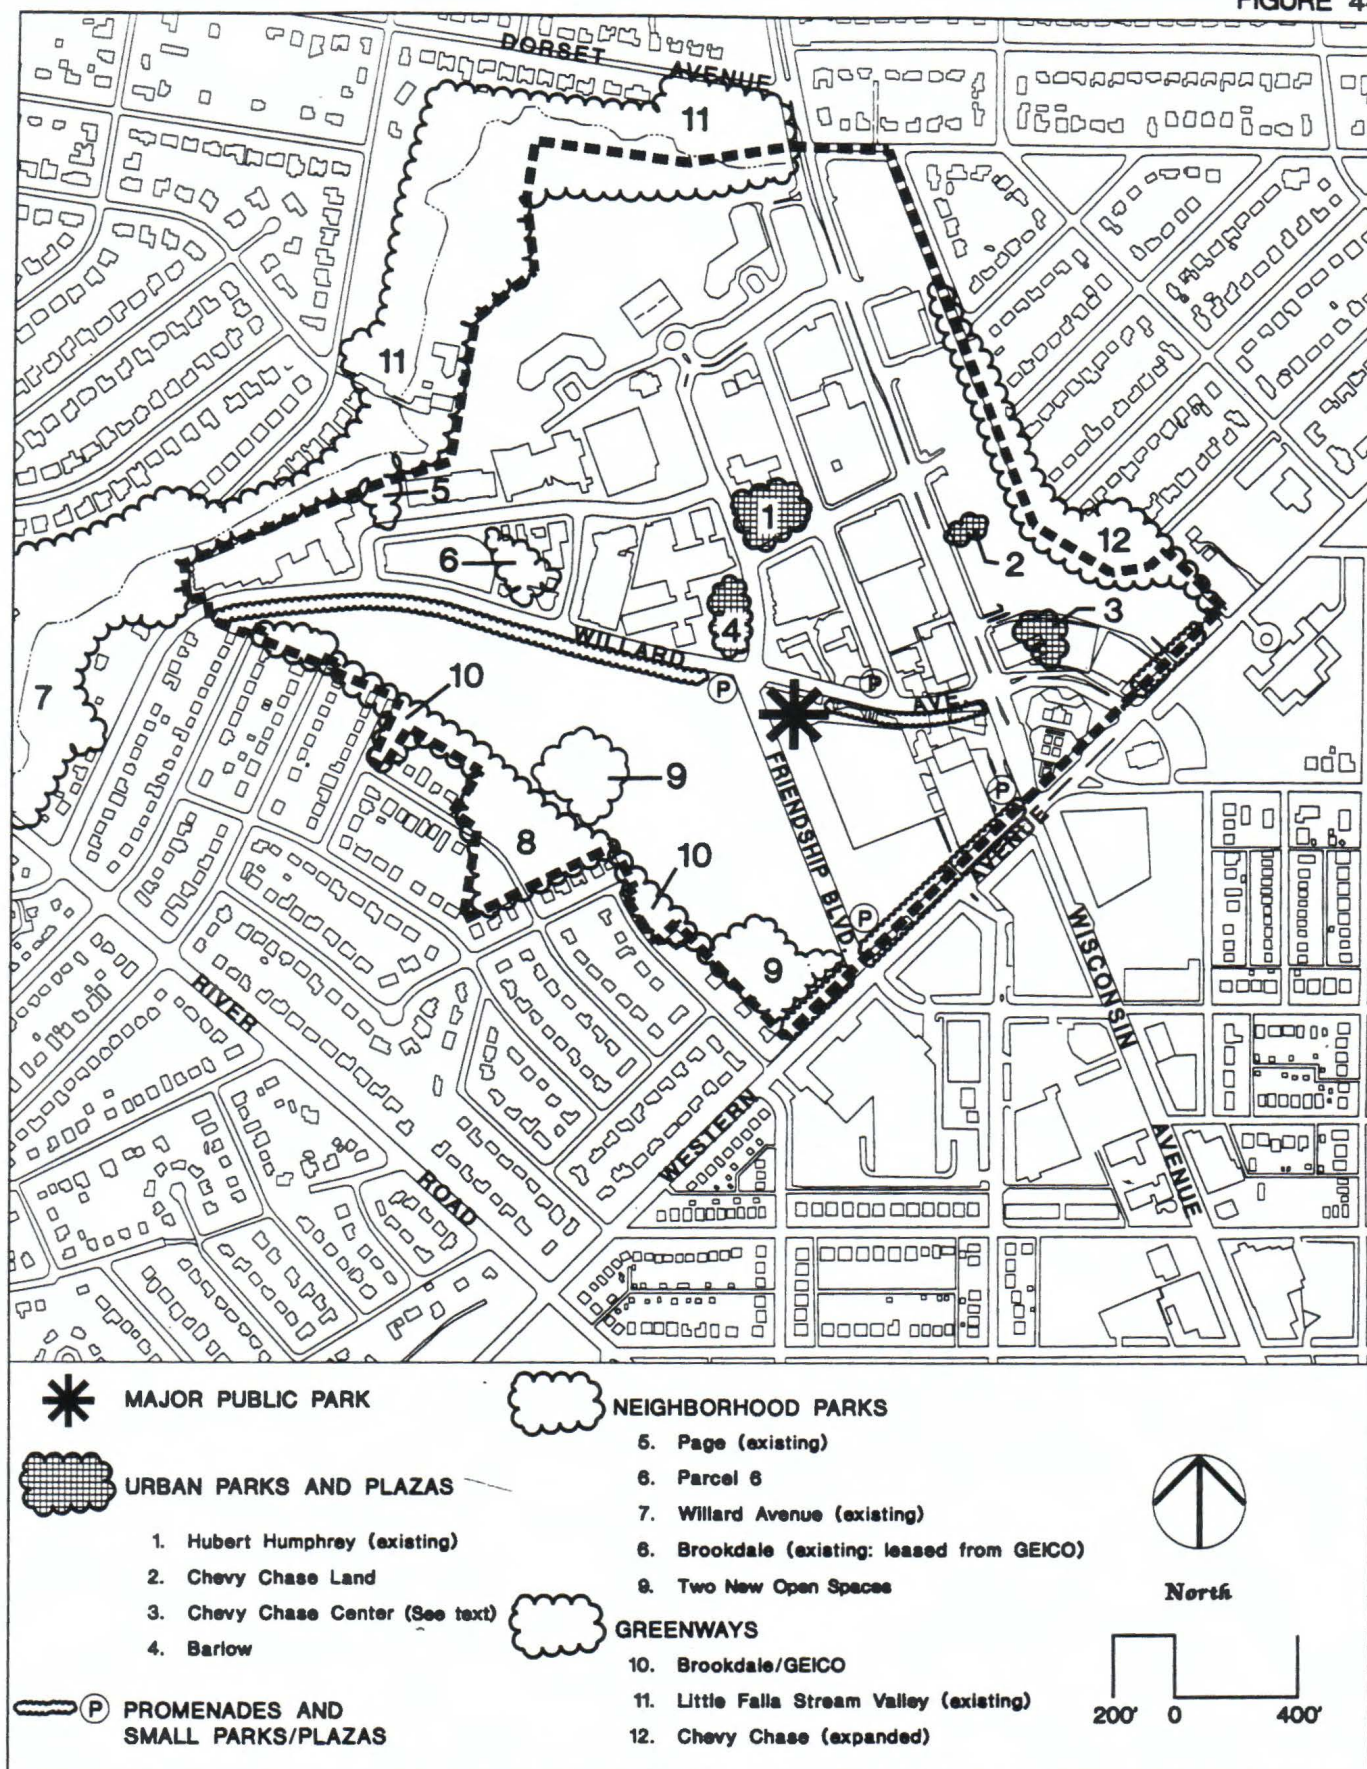 FIGURE 4
DORSET AVENUE
11
11
5
1
6
2
12
4
3
WILLARD AVE.
P
P
10
7
9
FRIENDSHIP BLVD.
P
8
10
P
WESTERN AVENUE
9
WISCONSIN AVENUE
RIVER ROAD
MAJOR PUBLIC PARK
URBAN PARKS AND PLAZAS
1. Hubert Humphrey (existing)
2. Chevy Chase Land
3. Chevy Chase Center (See text)
4. Barlow
P PROMENADES AND
SMALL PARKS/PLAZAS
NEIGHBORHOOD PARKS
5. Page (existing)
6. Parcel 6
7. Willard Avenue (existing)
6. Brookdale (existing: leased from GEICO)
9. Two New Open Spaces
GREENWAYS
10. Brookdale/GEICO
11. Little Falls Stream Valley (existing)
12. Chevy Chase (expanded)
North
200' 0 400'